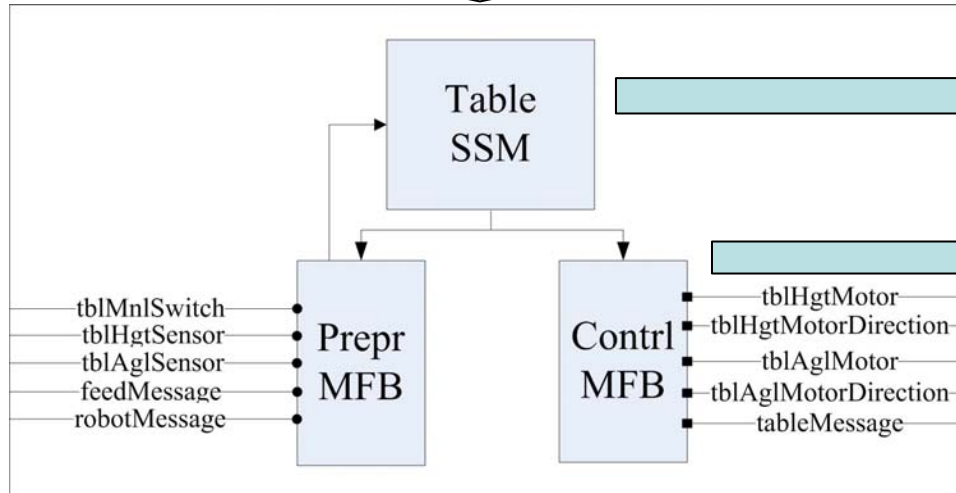 Table
SSM
tblMnlSwitch
tblHgtSensor
tblAglSensor
feedMessage
robotMessage
Prepr
MFB
Contrl
MFB
tblHgtMotor
tblHgtMotorDirection
tblAglMotor
tblAglMotorDirection
tableMessage